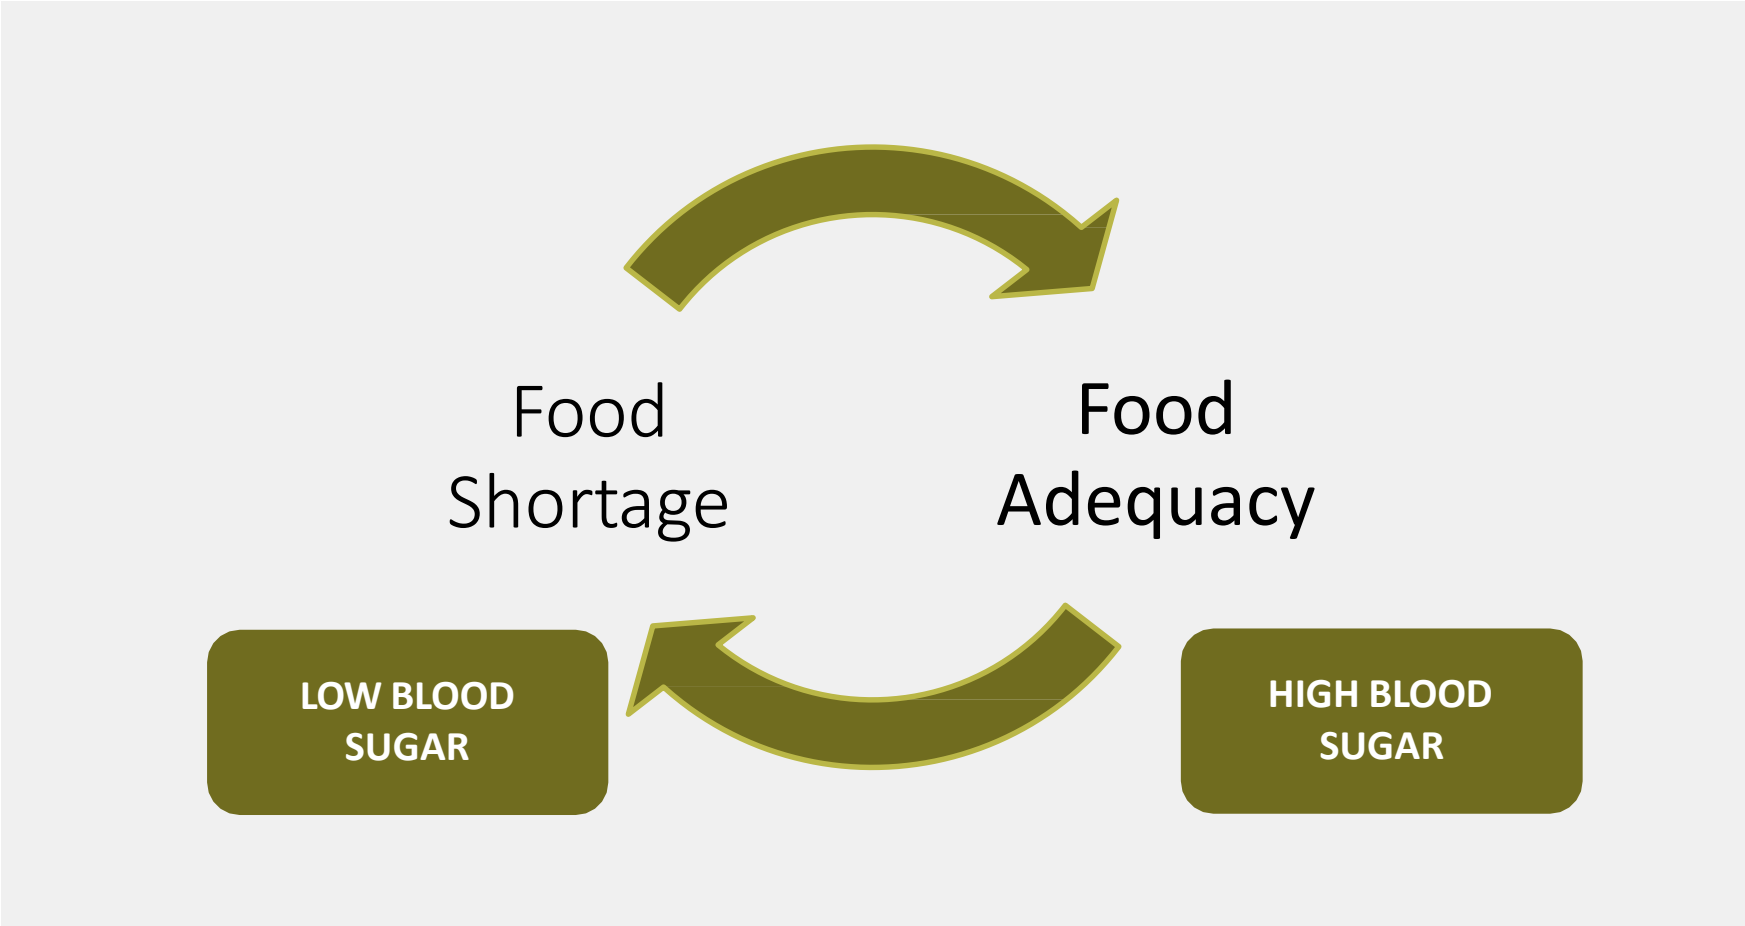 Food
Shortage
Food
Adequacy
LOW BLOOD
SUGAR
HIGH BLOOD
SUGAR